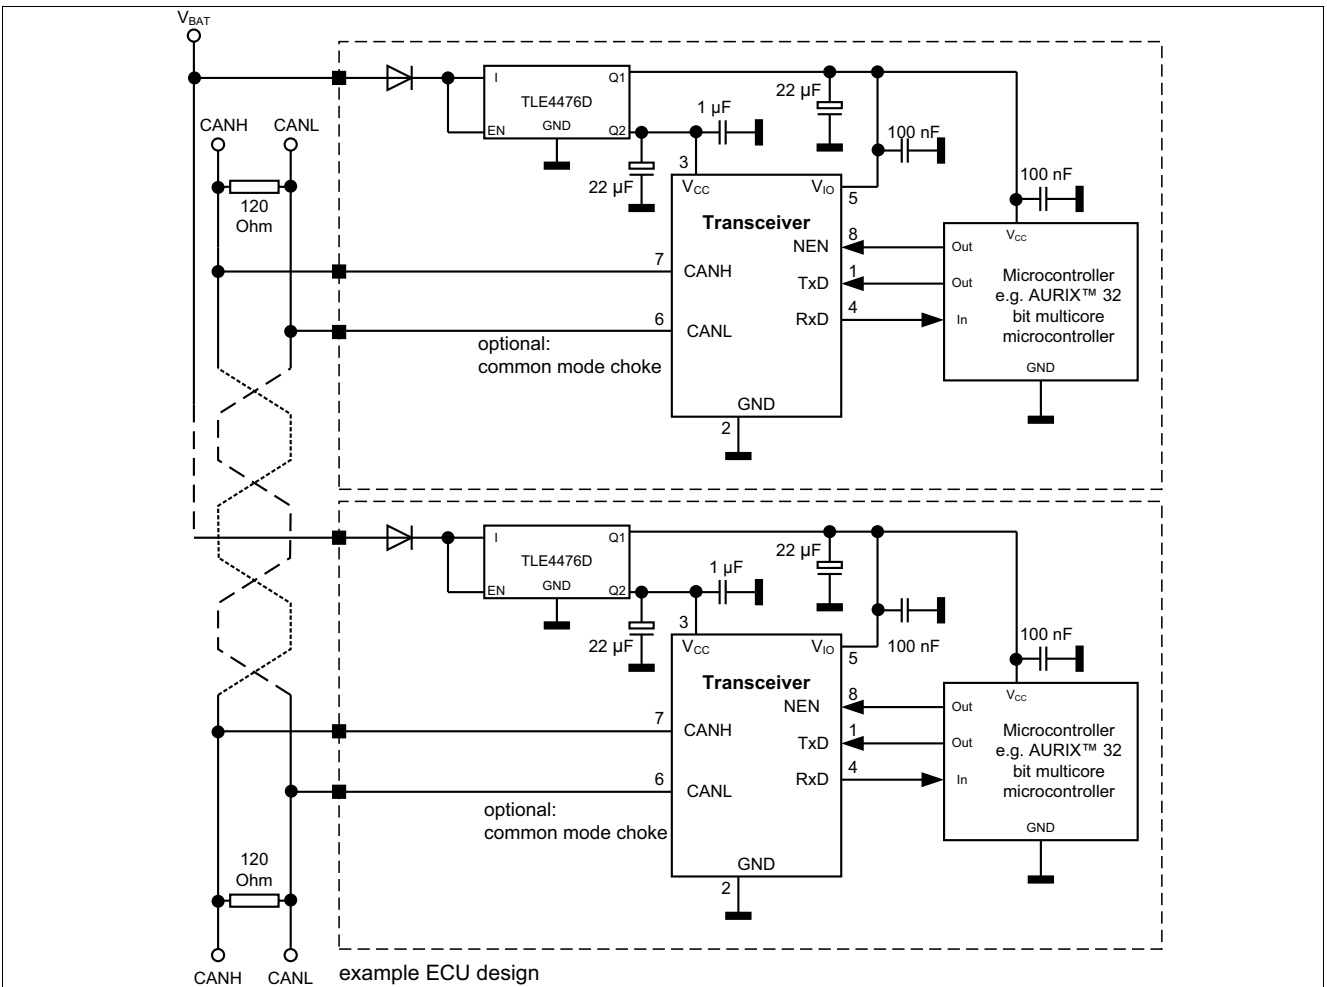 VBAT
CANH
CANL
120
Ohm
I
Q1
TLE4476D
EN
GND
Q2
22 µF
1 µF
22 µF
100 nF
100 nF
3
VCC
VIO
5
Transceiver
NEN
8
TxD
1
RxD
4
7
CANH
6
CANL
optional:
common mode choke
GND
2
VCC
Out
Out
In
Microcontroller
e.g. AURIX™ 32
bit multicore
microcontroller
GND
I
Q1
TLE4476D
EN
GND
Q2
22 µF
1 µF
22 µF
100 nF
100 nF
3
VCC
VIO
5
Transceiver
NEN
8
TxD
1
RxD
4
7
CANH
6
CANL
optional:
common mode choke
GND
2
VCC
Out
Out
In
Microcontroller
e.g. AURIX™ 32
bit multicore
microcontroller
GND
120
Ohm
CANH
CANL
example ECU design